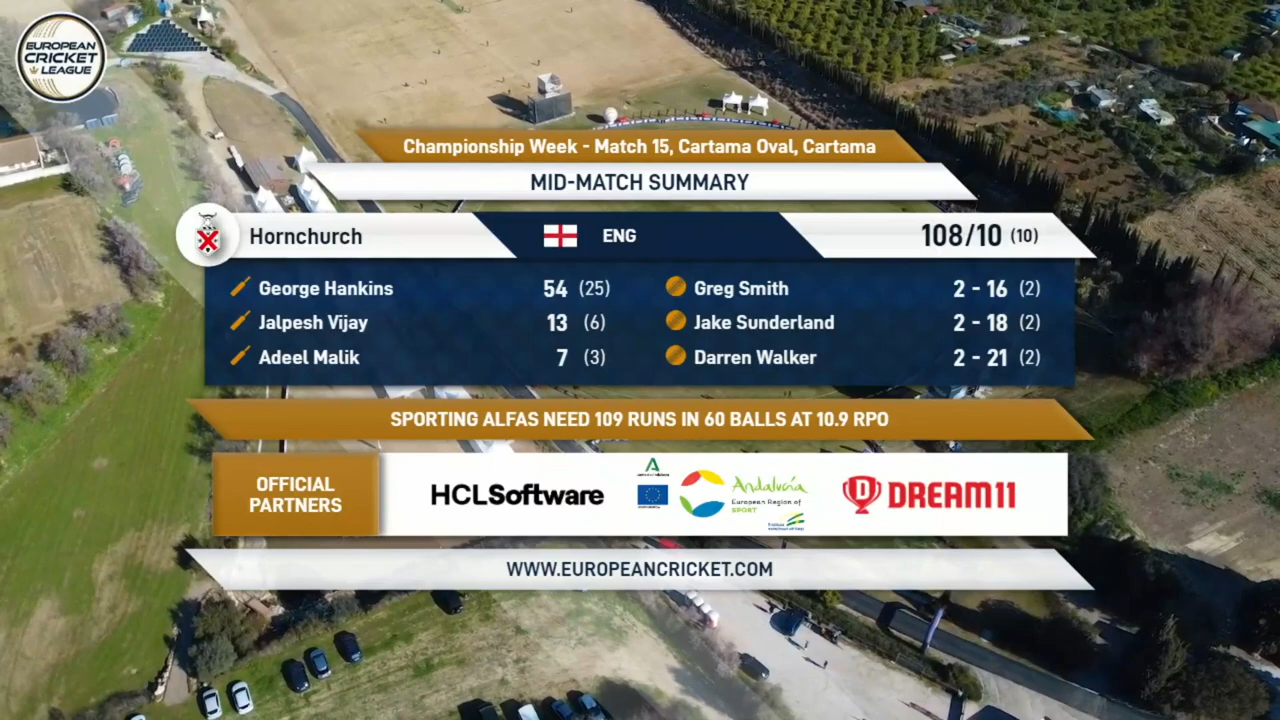 EUROPEAN
CRICKET
LEAGUE
Championship Week - Match 15, Cartama Oval, Cartama
MID-MATCH SUMMARY
Hornchurch ENG 108/10 (10)
George Hankins 54 (25) Greg Smith 2 - 16 (2)
Jalpesh Vijay 13 (6) Jake Sunderland 2 - 18 (2)
Adeel Malik 7 (3) Darren Walker 2 - 21 (2)
SPORTING ALFAS NEED 109 RUNS IN 60 BALLS AT 10.9 RPO
OFFICIAL
PARTNERS
HCLSoftware
Andalucía
European Region of
SPORT
DREAM11
WWW.EUROPEANCRICKET.COM